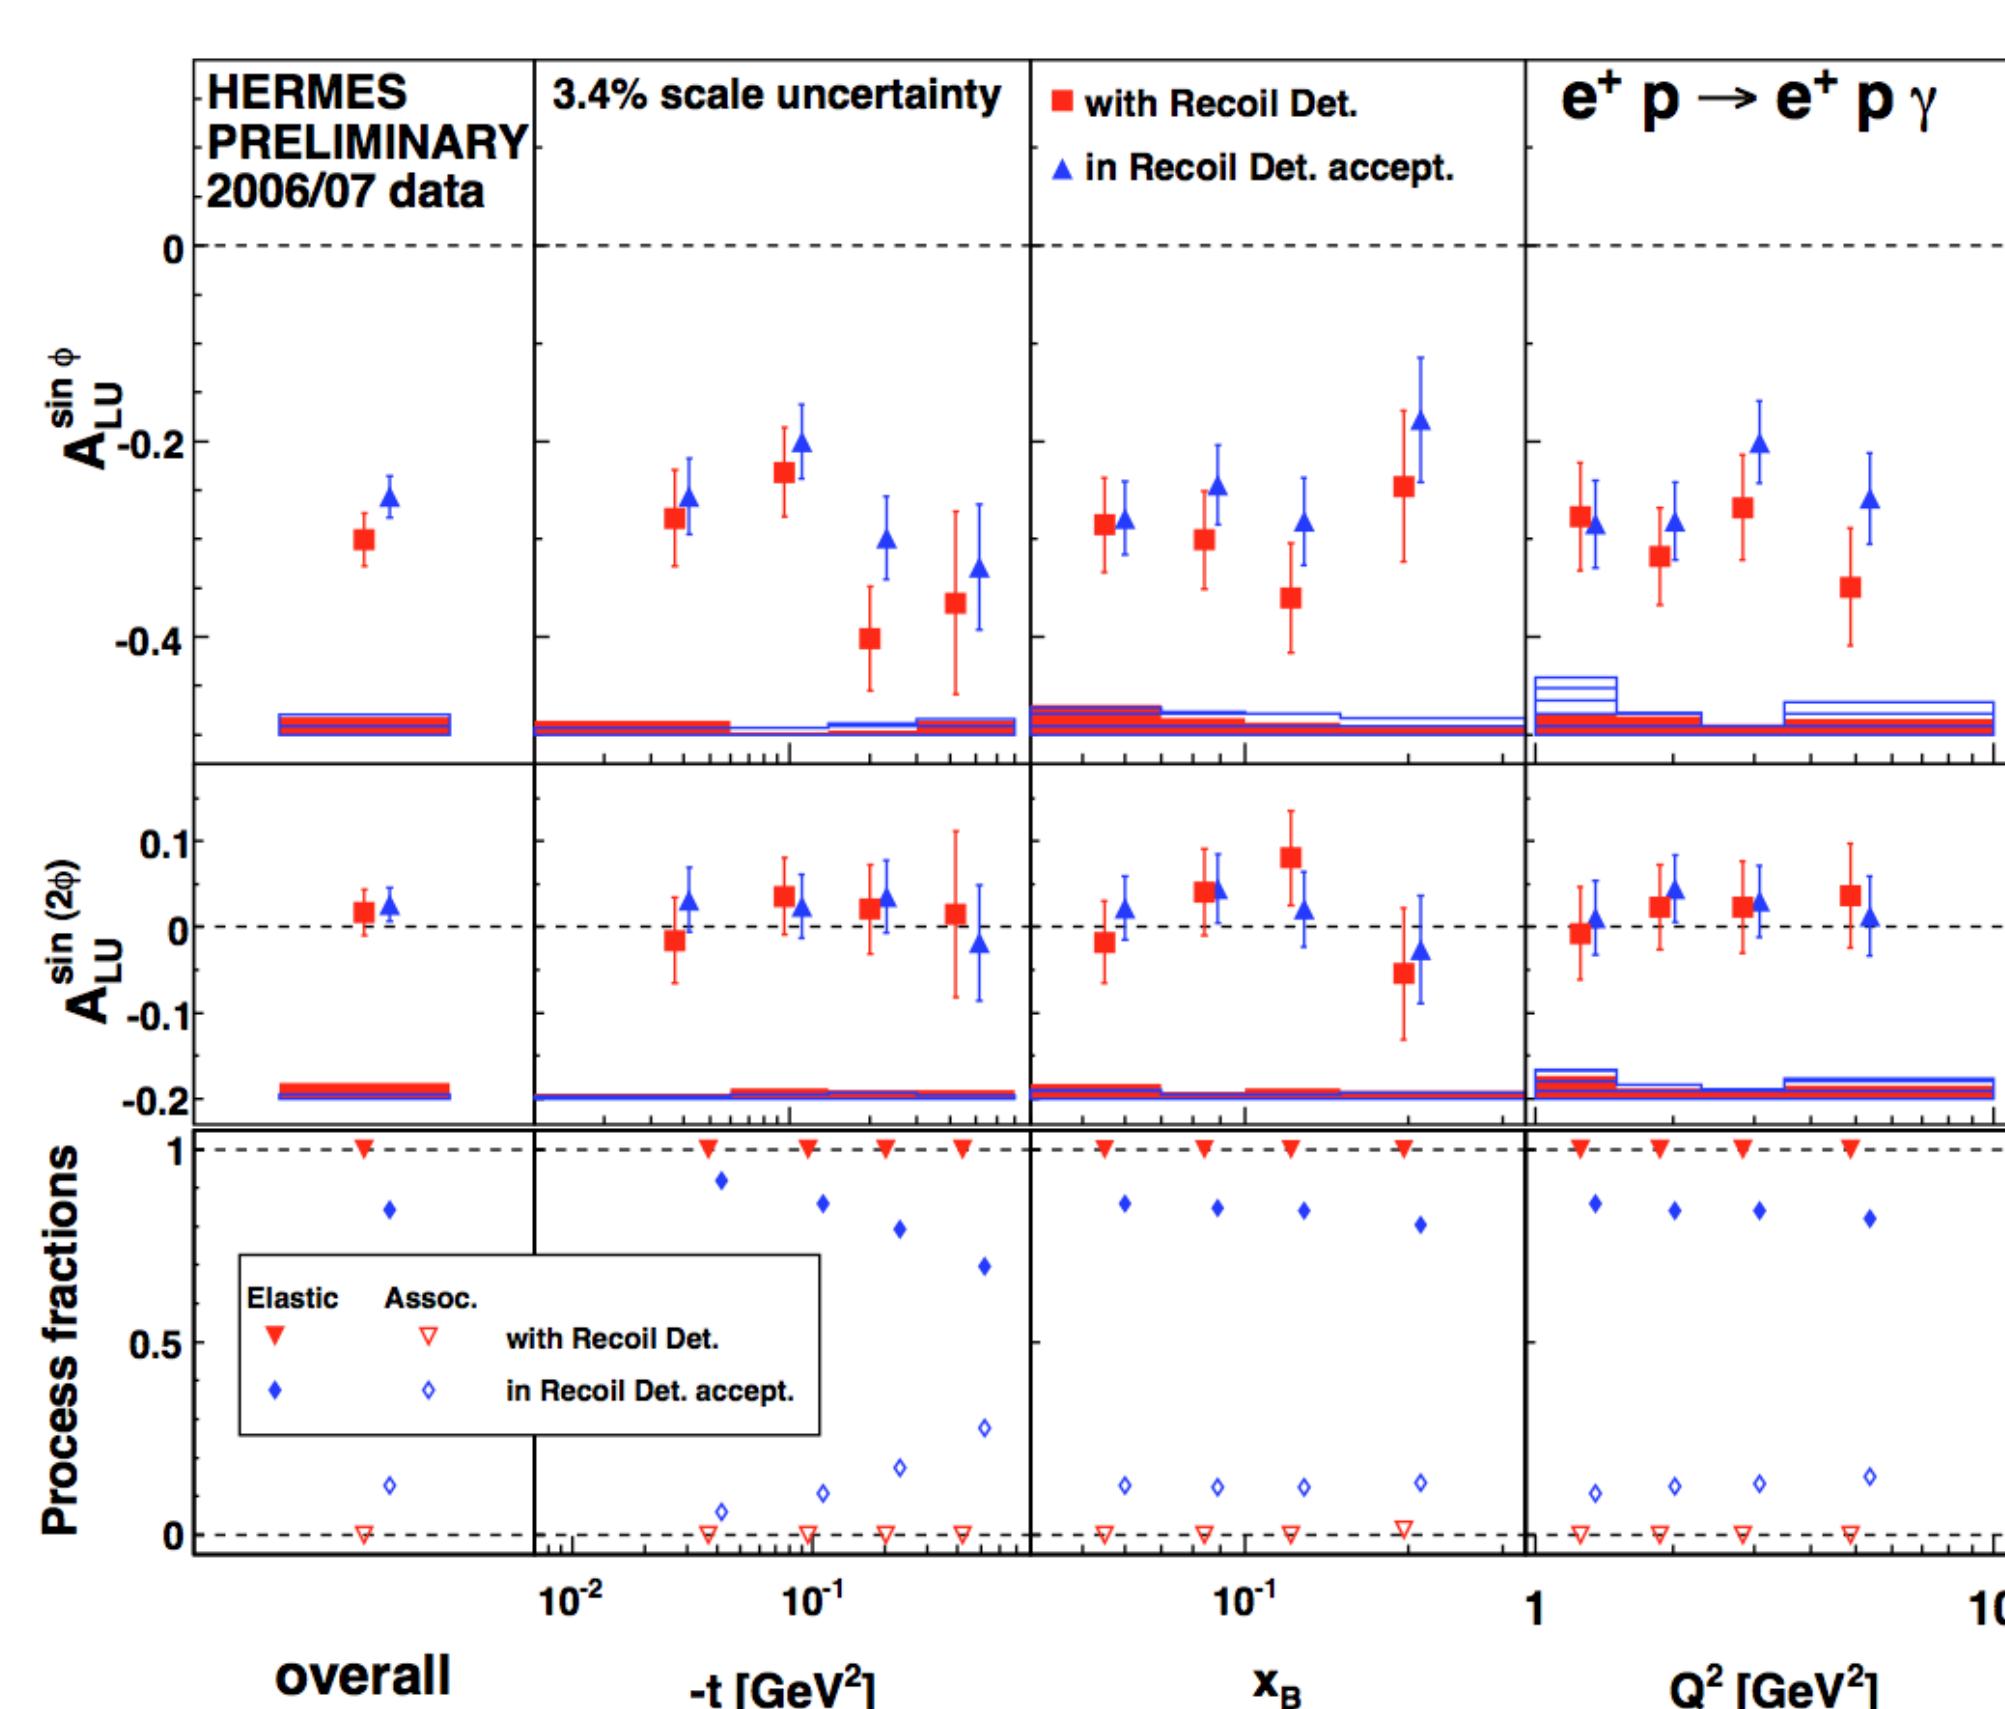 HERMES
PRELIMINARY
2006/07 data
3.4% scale uncertainty
with Recoil Det.
in Recoil Det. accept.
e⁺ p → e⁺ p γ
A_LU^sin ϕ
0
-0.2
-0.4
A_LU^sin (2ϕ)
0.1
0
-0.1
-0.2
Process fractions
1
0.5
0
Elastic Assoc.
with Recoil Det.
in Recoil Det. accept.
10⁻² 10⁻¹ 10⁻¹ 1 10
overall -t [GeV²] x_B Q² [GeV²]